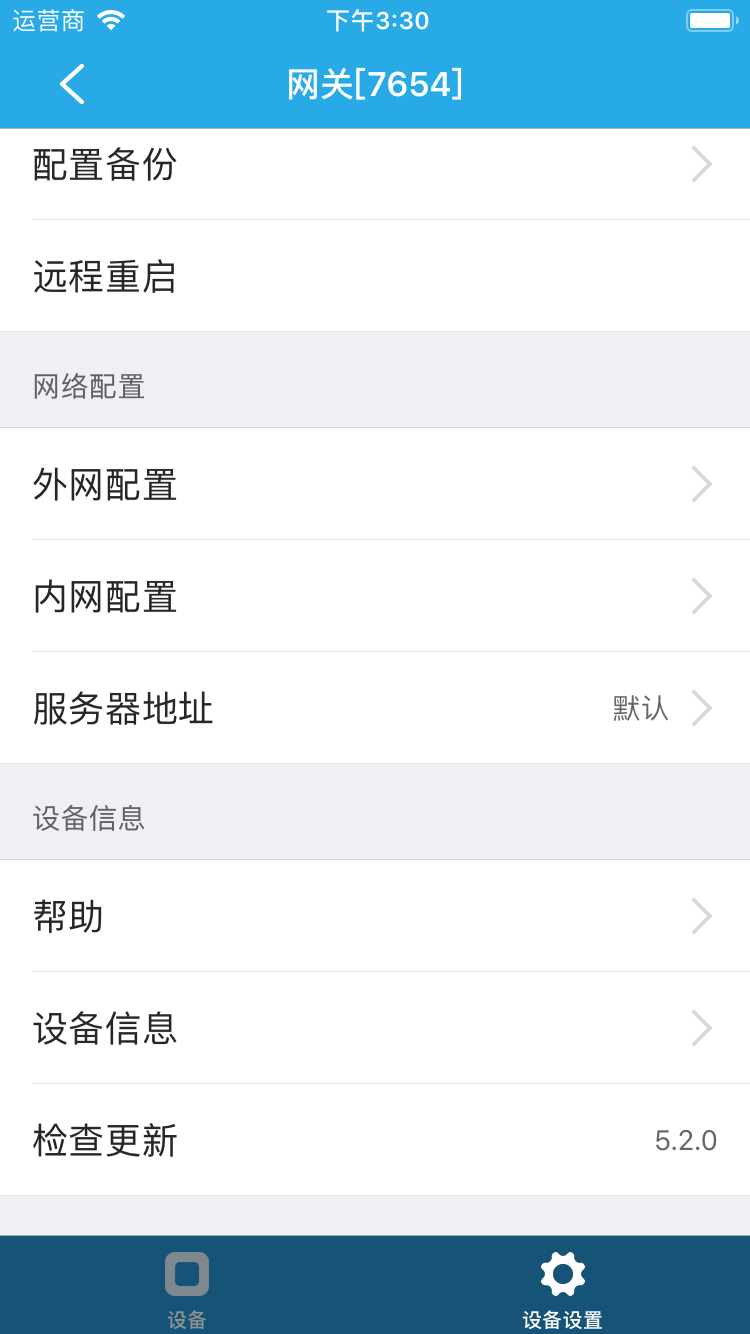 运营商 下午3:30
网关[7654]
配置备份
远程重启
网络配置
外网配置
内网配置
服务器地址 默认
设备信息
帮助
设备信息
检查更新 5.2.0
设备 设备设置